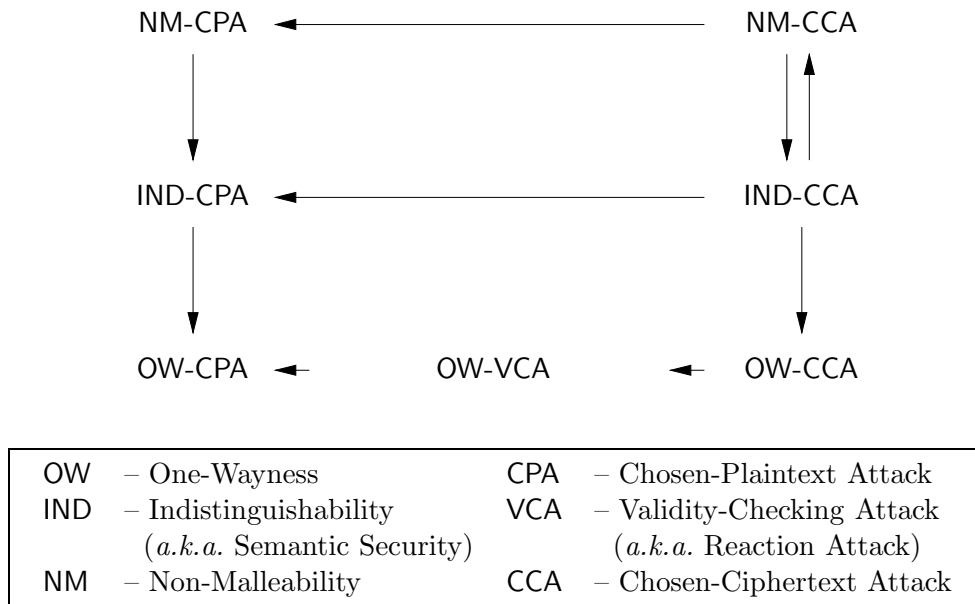 NM-CPA NM-CCA
IND-CPA IND-CCA
OW-CPA OW-VCA OW-CCA
OW – One-Wayness CPA – Chosen-Plaintext Attack
IND – Indistinguishability VCA – Validity-Checking Attack
(a.k.a. Semantic Security) (a.k.a. Reaction Attack)
NM – Non-Malleability CCA – Chosen-Ciphertext Attack